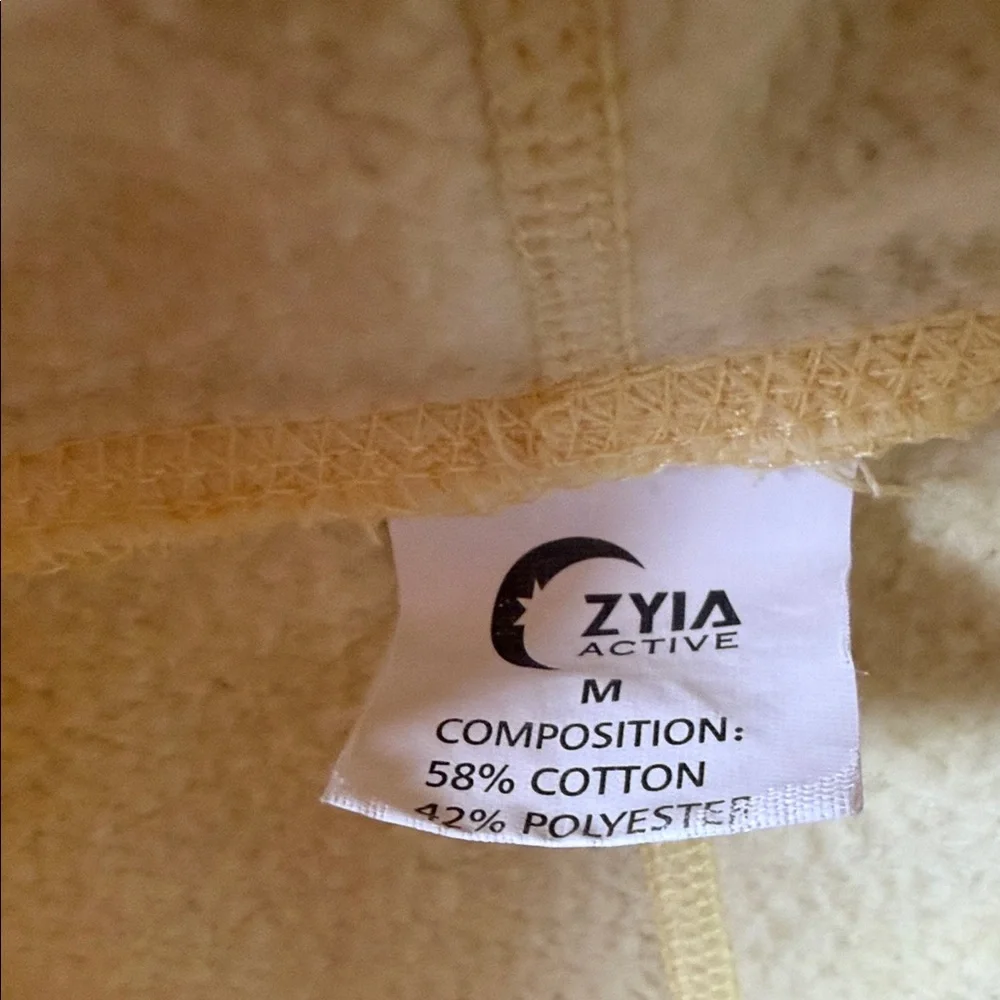 ZYIA
ACTIVE
M
COMPOSITION:
58% COTTON
42% POLYESTER